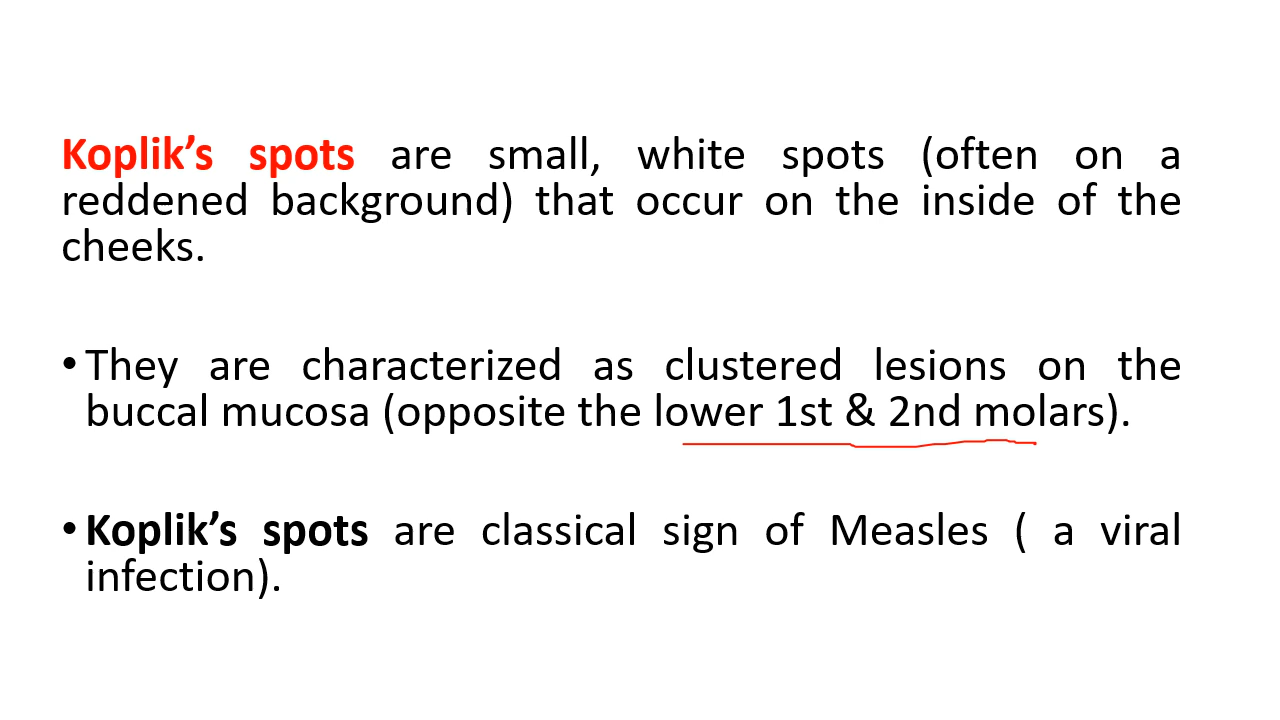 Koplik’s spots are small, white spots (often on a
reddened background) that occur on the inside of the
cheeks.
• They are characterized as clustered lesions on the
buccal mucosa (opposite the lower 1st & 2nd molars).
• Koplik’s spots are classical sign of Measles ( a viral
infection).